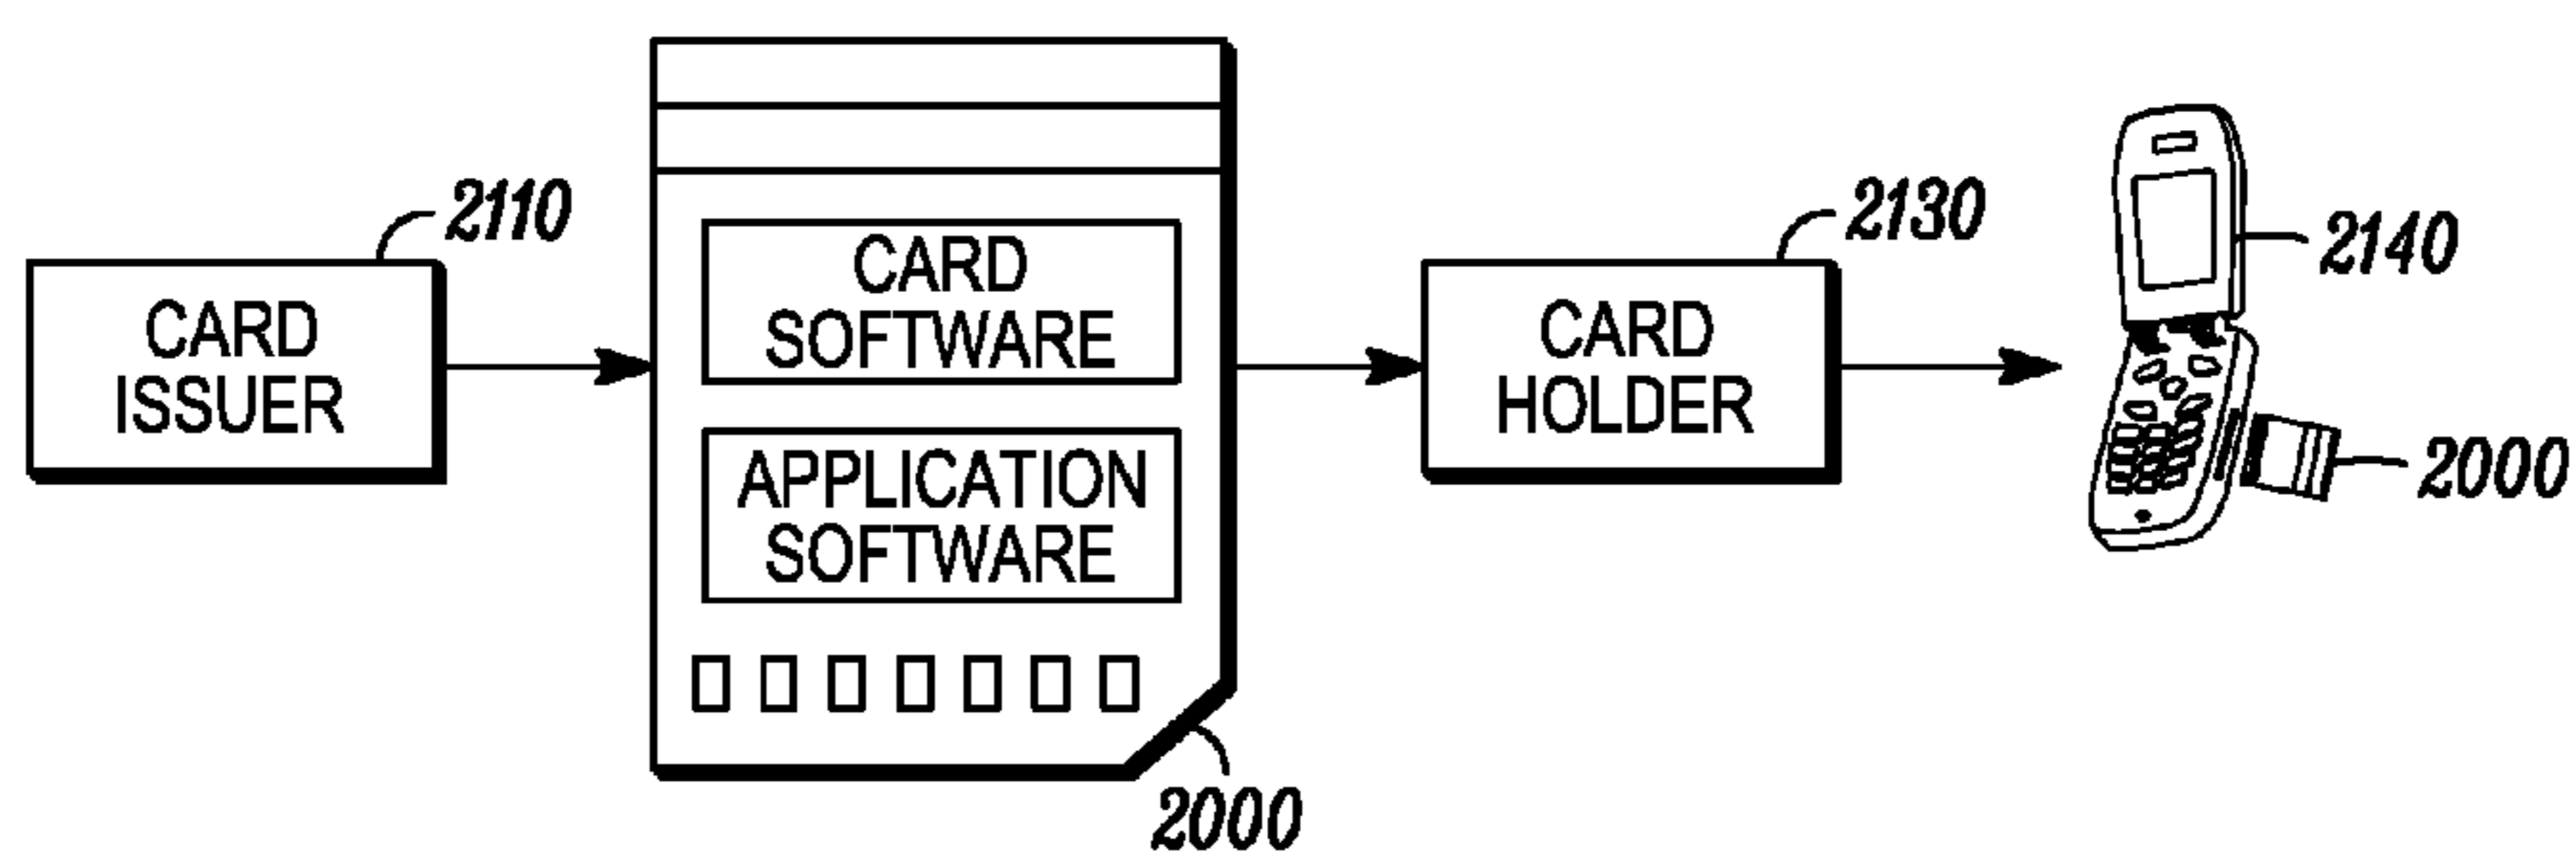 2110
CARD
ISSUER
CARD
SOFTWARE
APPLICATION
SOFTWARE
2000
2130
CARD
HOLDER
2140
2000